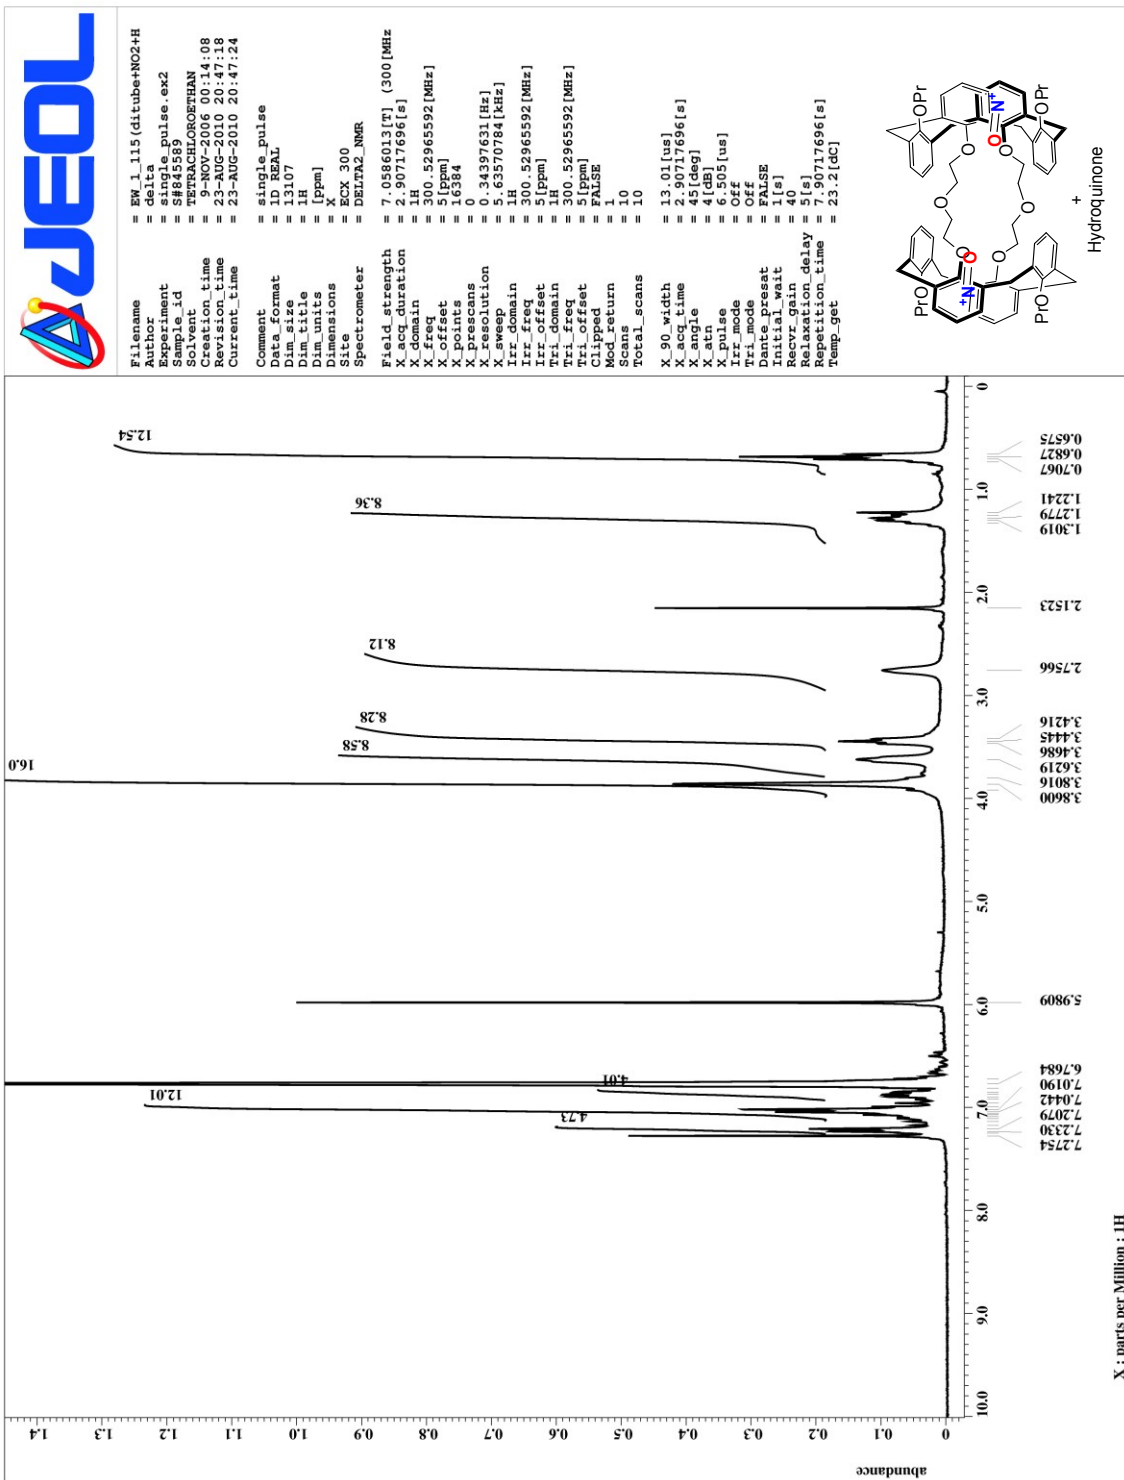 JEOL
Filename = EW_1_115(ditube+NO2+H
Author = delta
Experiment = single_pulse.ex2
Sample_id = S#845589
Solvent = TETRACHLOROETHAN
Creation_time = 9-NOV-2006 00:14:08
Revision_time = 23-AUG-2010 20:47:18
Current_time = 23-AUG-2010 20:47:24
Comment = single_pulse
Data_format = 1D REAL
Dim_size = 13107
Dim_title = 1H
Dim_units = [ppm]
Dimensions = X
Site = ECX 300
Spectrometer = DELTA2_NMR
Field_strength = 7.0586013[T] (300[MHz
X_acq_duration = 2.90717696[s]
X_domain = 1H
X_freq = 300.52965592[MHz]
X_offset = 5[ppm]
X_points = 16384
X_prescans = 0
X_resolution = 0.34397631[Hz]
X_sweep = 5.63570784[kHz]
Irr_domain = 1H
Irr_freq = 300.52965592[MHz]
Irr_offset = 5[ppm]
Tri_domain = 1H
Tri_freq = 300.52965592[MHz]
Tri_offset = 5[ppm]
Clipped = FALSE
Mod_return = 1
Scans = 10
Total_scans = 10
X_90_width = 13.01[us]
X_acq_time = 2.90717696[s]
X_angle = 45[deg]
X_atn = 4[dB]
X_pulse = 6.505[us]
Irr_mode = Off
Tri_mode = Off
Dante_presat = FALSE
Initial_wait = 1[s]
Recvr_gain = 40
Relaxation_delay = 5[s]
Repetition_time = 7.90717696[s]
Temp_get = 23.2[dC]
PrO OPr
O O
O N+ O N+
O O
O O
PrO OPr
+
Hydroquinone
abundance
0 0.1 0.2 0.3 0.4 0.5 0.6 0.7 0.8 0.9 1.0 1.1 1.2 1.3 1.4
4.73
12.01
4.01
16.0
8.58
8.28
8.12
8.36
12.54
10.0 9.0 8.0 7.0 6.0 5.0 4.0 3.0 2.0 1.0 0
7.2754
7.2330
7.2079
7.0442
7.0190
6.7684
5.9809
3.8600
3.8016
3.6219
3.4686
3.4445
3.4216
2.7566
2.1523
1.3019
1.2779
1.2241
0.7067
0.6827
0.6575
X : parts per Million : 1H